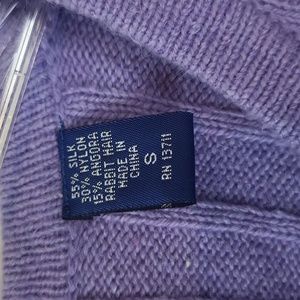 55% SILK
30% NYLON
15% ANGORA
RABBIT HAIR
MADE IN
CHINA
S
RN 13711